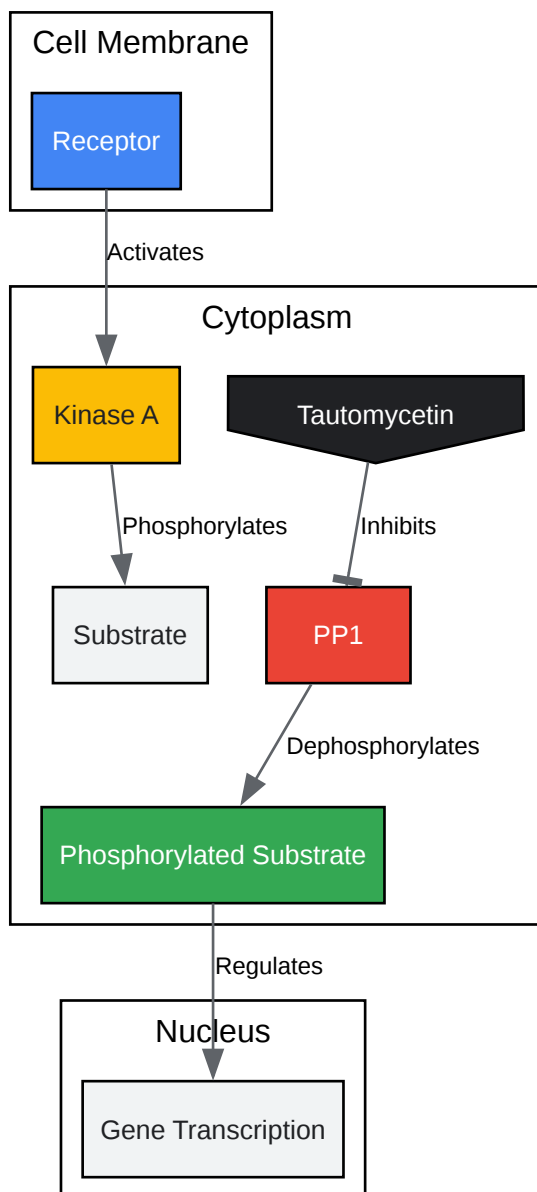 Cell Membrane
Receptor
Activates
Cytoplasm
Kinase A
Tautomycetin
Phosphorylates
Inhibits
Substrate
PP1
Dephosphorylates
Phosphorylated Substrate
Regulates
Nucleus
Gene Transcription